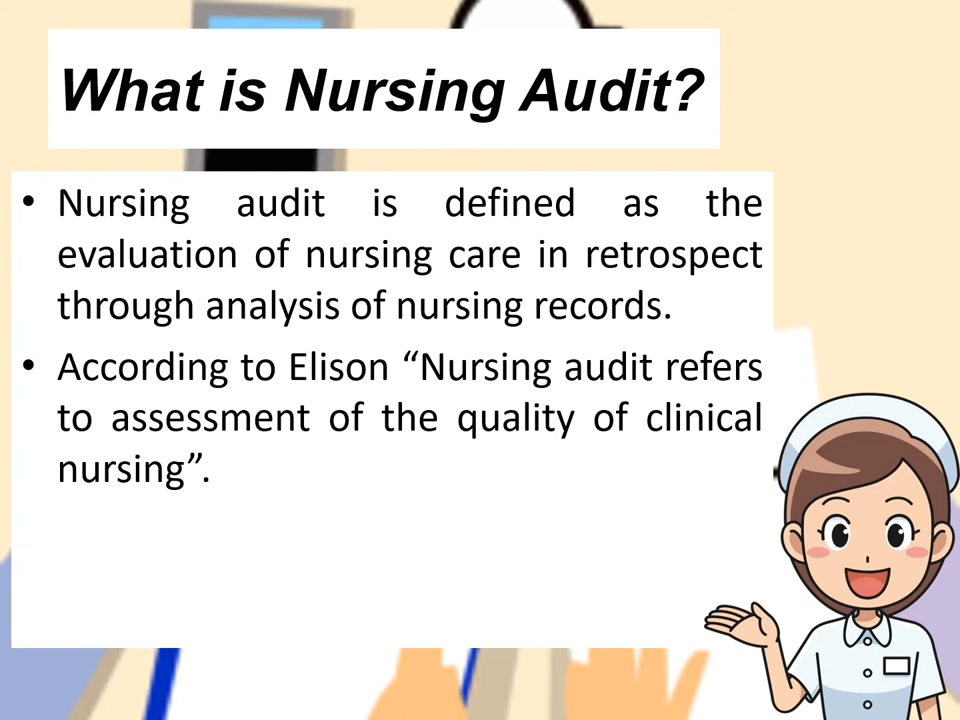 What is Nursing Audit?
• Nursing audit is defined as the
evaluation of nursing care in retrospect
through analysis of nursing records.
• According to Elison “Nursing audit refers
to assessment of the quality of clinical
nursing”.